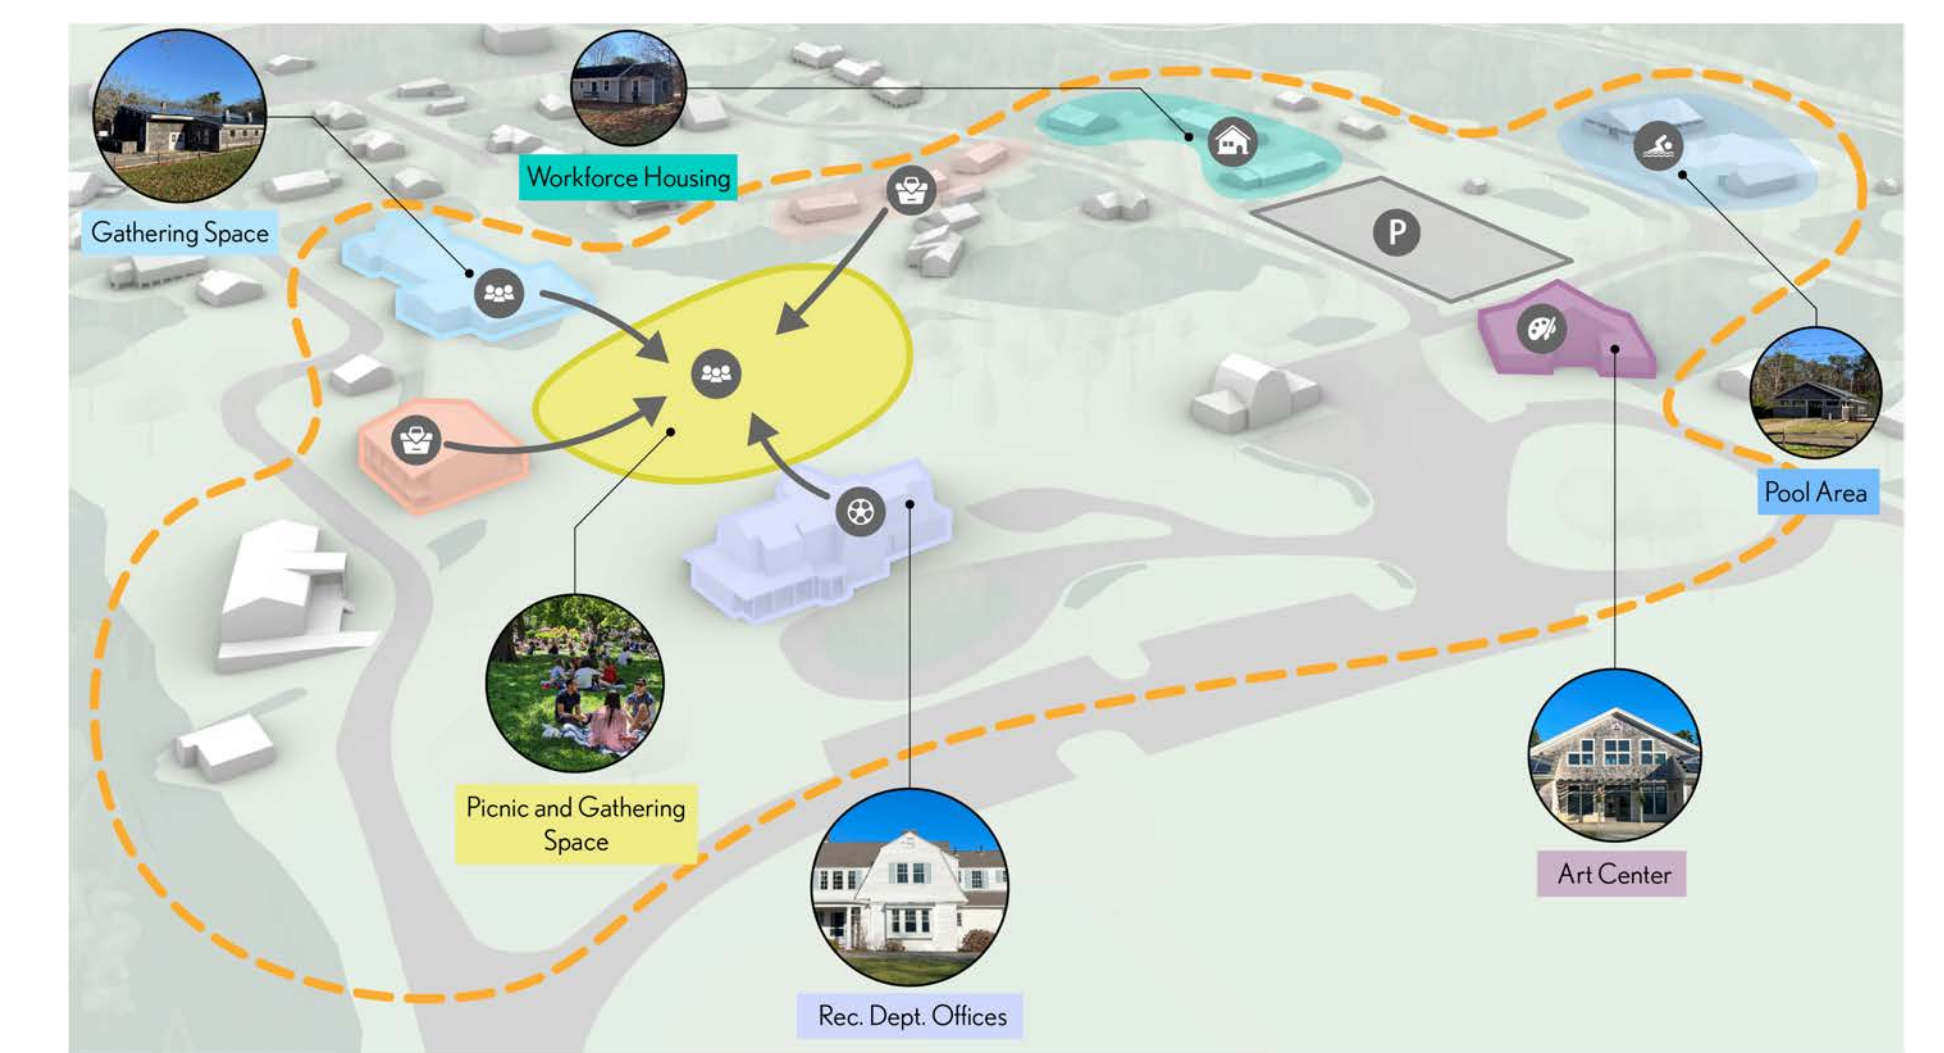 Gathering Space
Workforce Housing
P
Pool Area
Picnic and Gathering
Space
Art Center
Rec. Dept. Offices